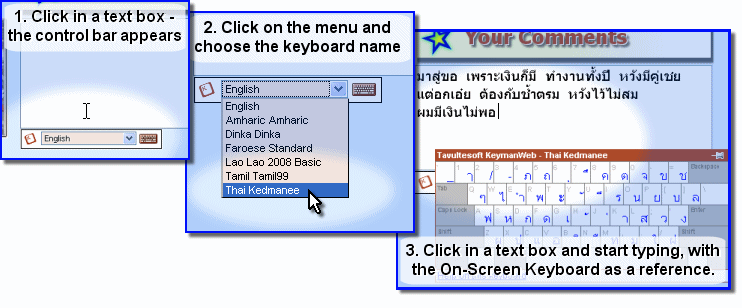 1. Click in a text box -
the control bar appears
English
2. Click on the menu and
choose the keyboard name
English
English
Amharic Amharic
Dinka Dinka
Faroese Standard
Lao Lao 2008 Basic
Tamil Tamil99
Thai Kedmanee
Your Comments
มาสู่ขอ เพราะเงินก็มี ทำงานทั้งปี หวังมีคู่เชย
แต่อกเอ๋ย ต้องกับช้ำตรม หวังไว้ไม่สม
ผมมีเงินไม่พอ
Tavultesoft KeymanWeb - Thai Kedmanee
Backspace
Tab
Caps Lock
Enter
Shift
Shift
3. Click in a text box and start typing, with
the On-Screen Keyboard as a reference.